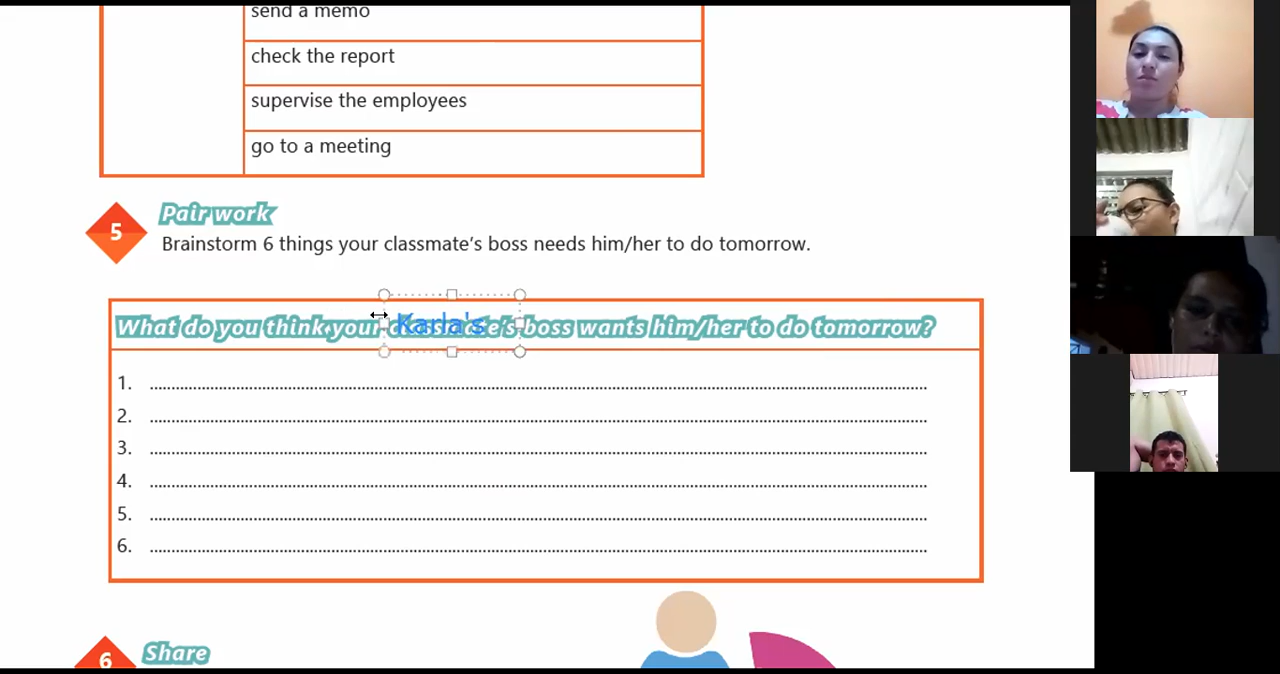 send a memo
check the report
supervise the employees
go to a meeting
5
Pair work
Brainstorm 6 things your classmate's boss needs him/her to do tomorrow.
What do you think your classmate's boss wants him/her to do tomorrow?
Karla's
1.
2.
3.
4.
5.
6.
6
Share